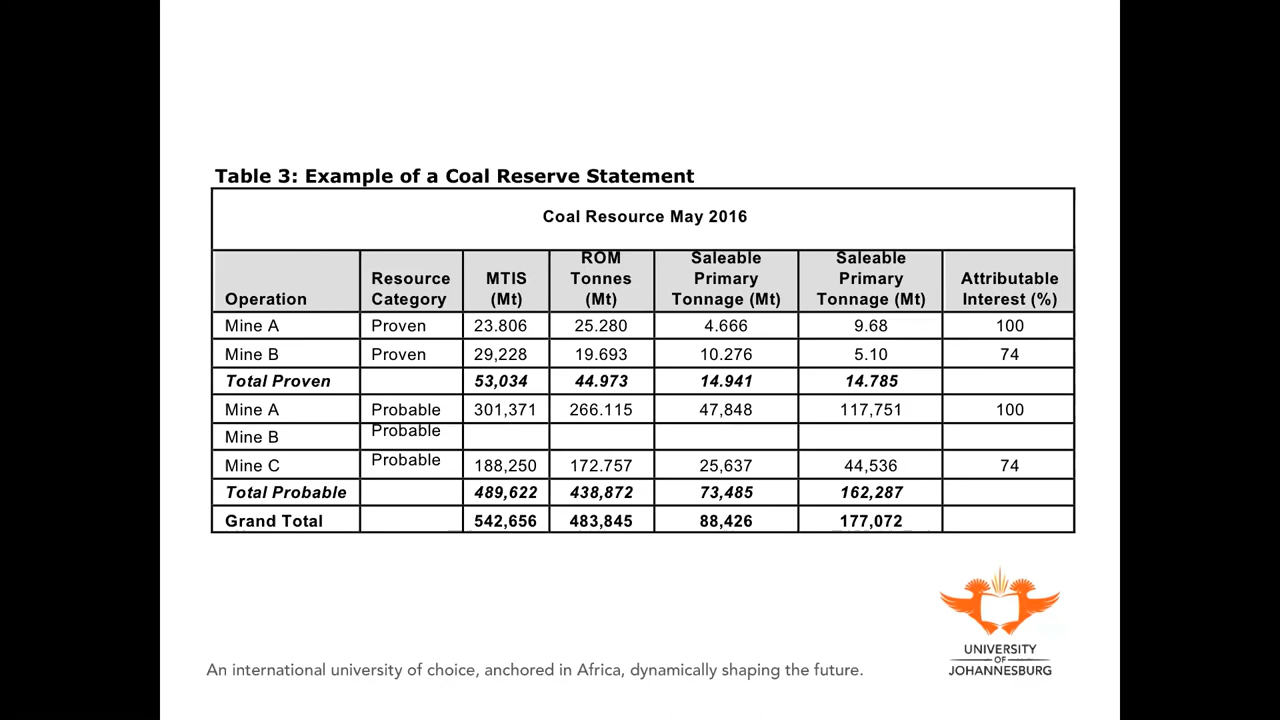 Table 3: Example of a Coal Reserve Statement
Coal Resource May 2016
Operation Resource Category MTIS (Mt) ROM Tonnes (Mt) Saleable Primary Tonnage (Mt) Saleable Primary Tonnage (Mt) Attributable Interest (%)
Mine A Proven 23.806 25.280 4.666 9.68 100
Mine B Proven 29,228 19.693 10.276 5.10 74
Total Proven 53,034 44.973 14.941 14.785
Mine A Probable 301,371 266.115 47,848 117,751 100
Mine B Probable
Mine C Probable 188,250 172.757 25,637 44,536 74
Total Probable 489,622 438,872 73,485 162,287
Grand Total 542,656 483,845 88,426 177,072
An international university of choice, anchored in Africa, dynamically shaping the future.
UNIVERSITY
OF
JOHANNESBURG